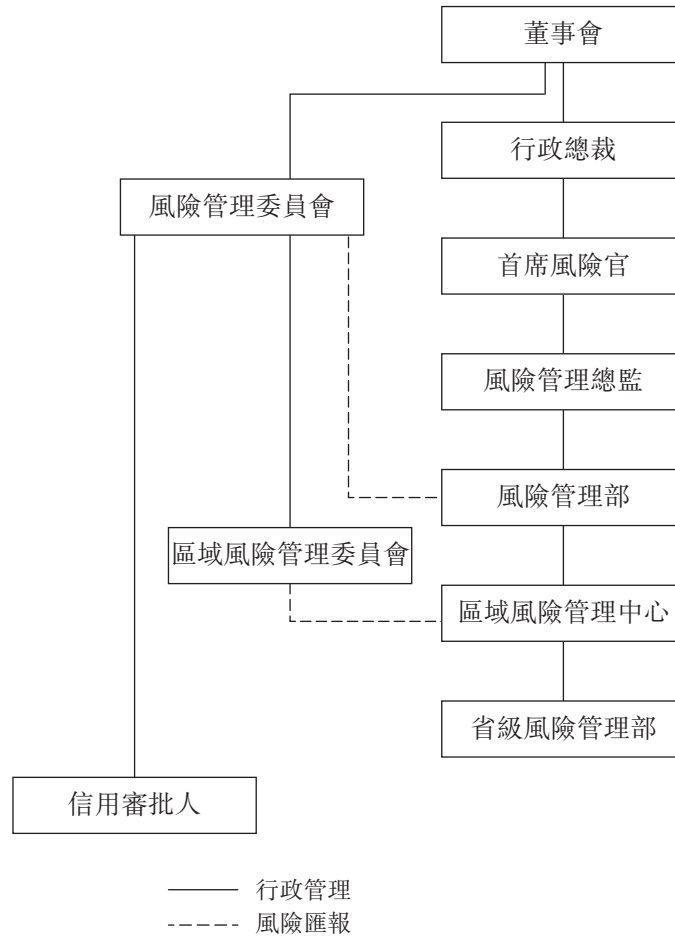 董事會
行政總裁
風險管理委員會
首席風險官
風險管理總監
風險管理部
區域風險管理委員會
區域風險管理中心
省級風險管理部
信用審批人
行政管理
風險匯報